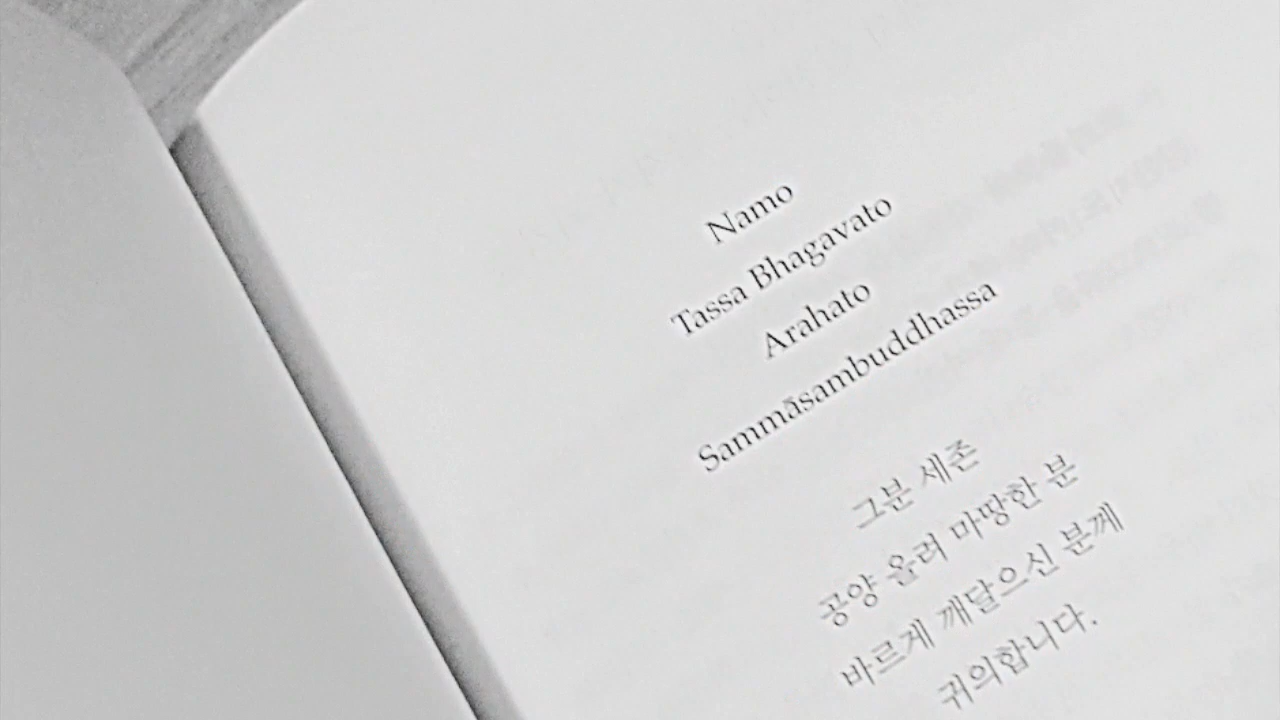 Namo
Tassa Bhagavato
Arahato
Sammāsambuddhassa
그분 세존
공양 올려 마땅한 분
바르게 깨달으신 분께
귀의합니다.